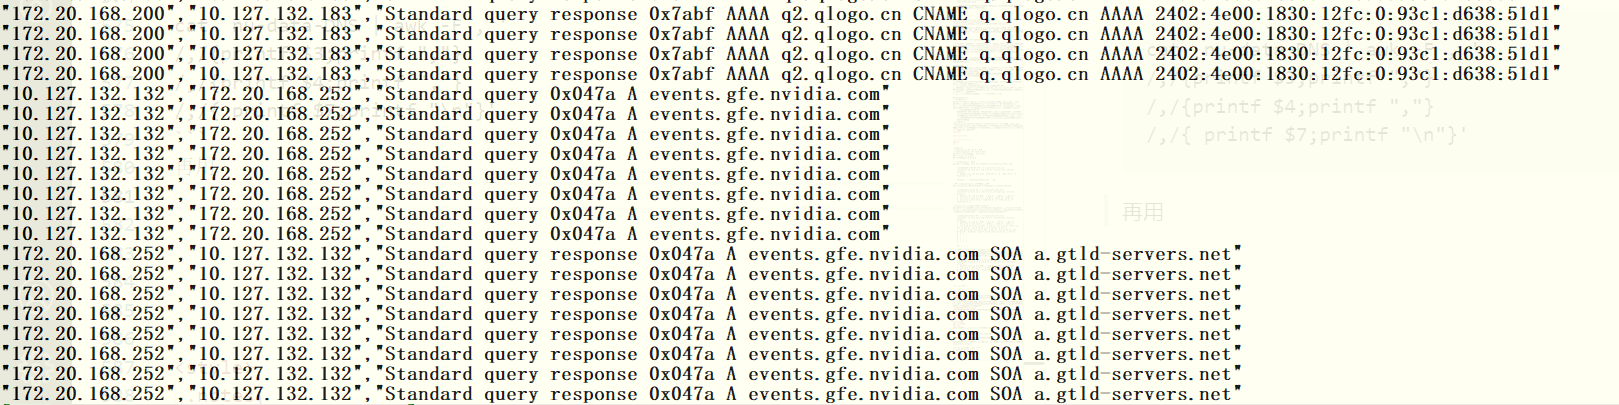 "172.20.168.200","10.127.132.183","Standard query response 0x7abf AAAA q2.qlogo.cn CNAME q.qlogo.cn AAAA 2402:4e00:1830:12fc:0:93c1:d638:51d1"
"172.20.168.200","10.127.132.183","Standard query response 0x7abf AAAA q2.qlogo.cn CNAME q.qlogo.cn AAAA 2402:4e00:1830:12fc:0:93c1:d638:51d1"
"172.20.168.200","10.127.132.183","Standard query response 0x7abf AAAA q2.qlogo.cn CNAME q.qlogo.cn AAAA 2402:4e00:1830:12fc:0:93c1:d638:51d1"
"172.20.168.200","10.127.132.183","Standard query response 0x7abf AAAA q2.qlogo.cn CNAME q.qlogo.cn AAAA 2402:4e00:1830:12fc:0:93c1:d638:51d1"
"10.127.132.132","172.20.168.252","Standard query 0x047a A events.gfe.nvidia.com"
"10.127.132.132","172.20.168.252","Standard query 0x047a A events.gfe.nvidia.com"
"10.127.132.132","172.20.168.252","Standard query 0x047a A events.gfe.nvidia.com"
"10.127.132.132","172.20.168.252","Standard query 0x047a A events.gfe.nvidia.com"
"10.127.132.132","172.20.168.252","Standard query 0x047a A events.gfe.nvidia.com"
"10.127.132.132","172.20.168.252","Standard query 0x047a A events.gfe.nvidia.com"
"10.127.132.132","172.20.168.252","Standard query 0x047a A events.gfe.nvidia.com"
"10.127.132.132","172.20.168.252","Standard query 0x047a A events.gfe.nvidia.com"
"172.20.168.252","10.127.132.132","Standard query response 0x047a A events.gfe.nvidia.com SOA a.gtld-servers.net"
"172.20.168.252","10.127.132.132","Standard query response 0x047a A events.gfe.nvidia.com SOA a.gtld-servers.net"
"172.20.168.252","10.127.132.132","Standard query response 0x047a A events.gfe.nvidia.com SOA a.gtld-servers.net"
"172.20.168.252","10.127.132.132","Standard query response 0x047a A events.gfe.nvidia.com SOA a.gtld-servers.net"
"172.20.168.252","10.127.132.132","Standard query response 0x047a A events.gfe.nvidia.com SOA a.gtld-servers.net"
"172.20.168.252","10.127.132.132","Standard query response 0x047a A events.gfe.nvidia.com SOA a.gtld-servers.net"
"172.20.168.252","10.127.132.132","Standard query response 0x047a A events.gfe.nvidia.com SOA a.gtld-servers.net"
"172.20.168.252","10.127.132.132","Standard query response 0x047a A events.gfe.nvidia.com SOA a.gtld-servers.net"
/,/{printf $4;printf ","}
/,/{ printf $7;printf "\n"}'
再用